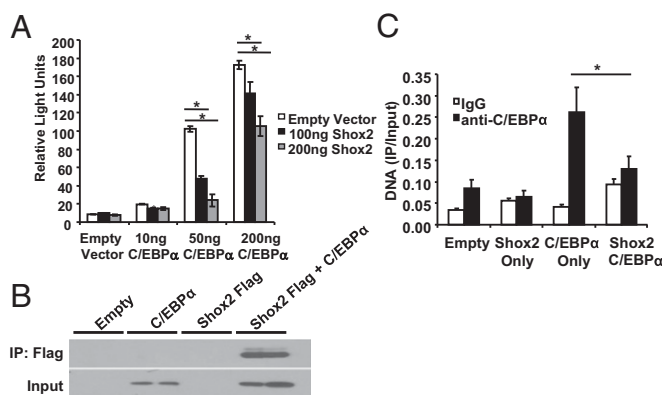 A
Relative Light Units
200
180
160
140
120
100
80
60
40
20
0
* *
* *
Empty Vector
100ng Shox2
200ng Shox2
Empty 10ng 50ng 200ng
Vector C/EBPα C/EBPα C/EBPα
C
*
DNA (IP/Input)
0.35
0.30
0.25
0.20
0.15
0.10
0.05
0.00
IgG
anti-C/EBPα
Empty Shox2 C/EBPα Shox2
Only Only C/EBPα
B
Empty
C/EBPα
Shox2 Flag
Shox2 Flag + C/EBPα
IP: Flag
Input